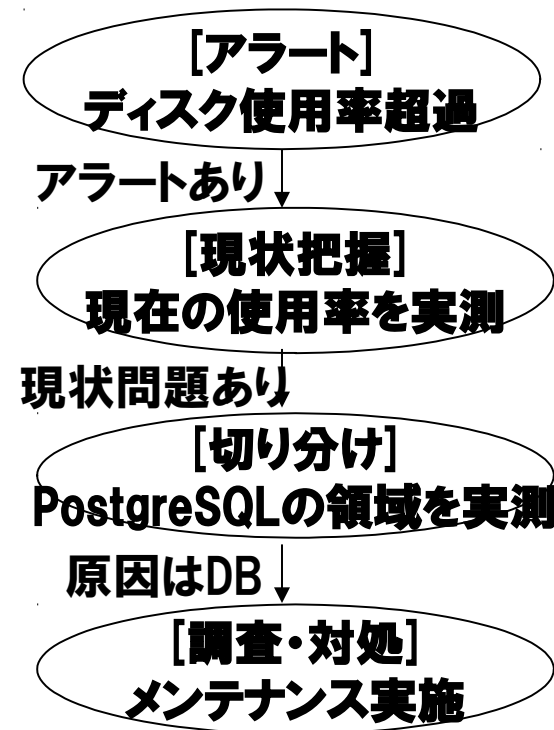 [アラート]
ディスク使用率超過
アラートあり
[現状把握]
現在の使用率を実測
現状問題あり
[切り分け]
PostgreSQLの領域を実測
原因はDB
[調査・対処]
メンテナンス実施